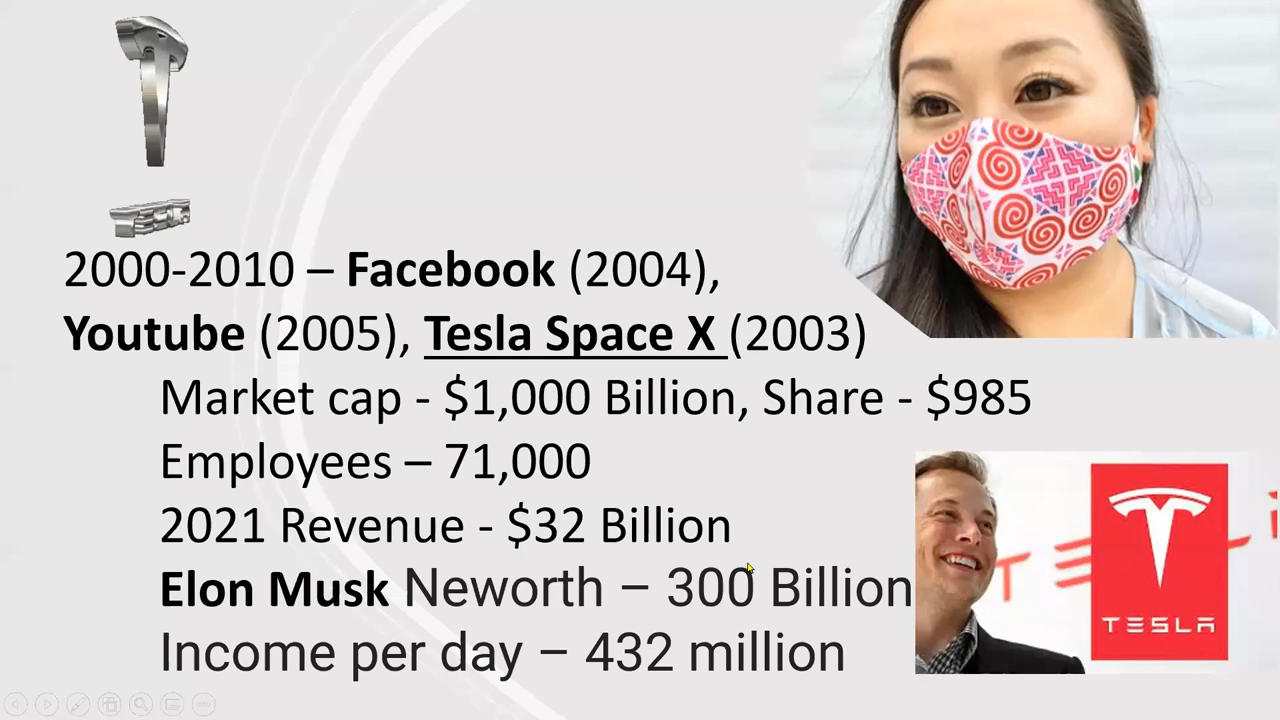 2000-2010 – Facebook (2004),
Youtube (2005), Tesla Space X (2003)
Market cap - $1,000 Billion, Share - $985
Employees – 71,000
2021 Revenue - $32 Billion
Elon Musk Neworth – 300 Billion
Income per day – 432 million
TESLA